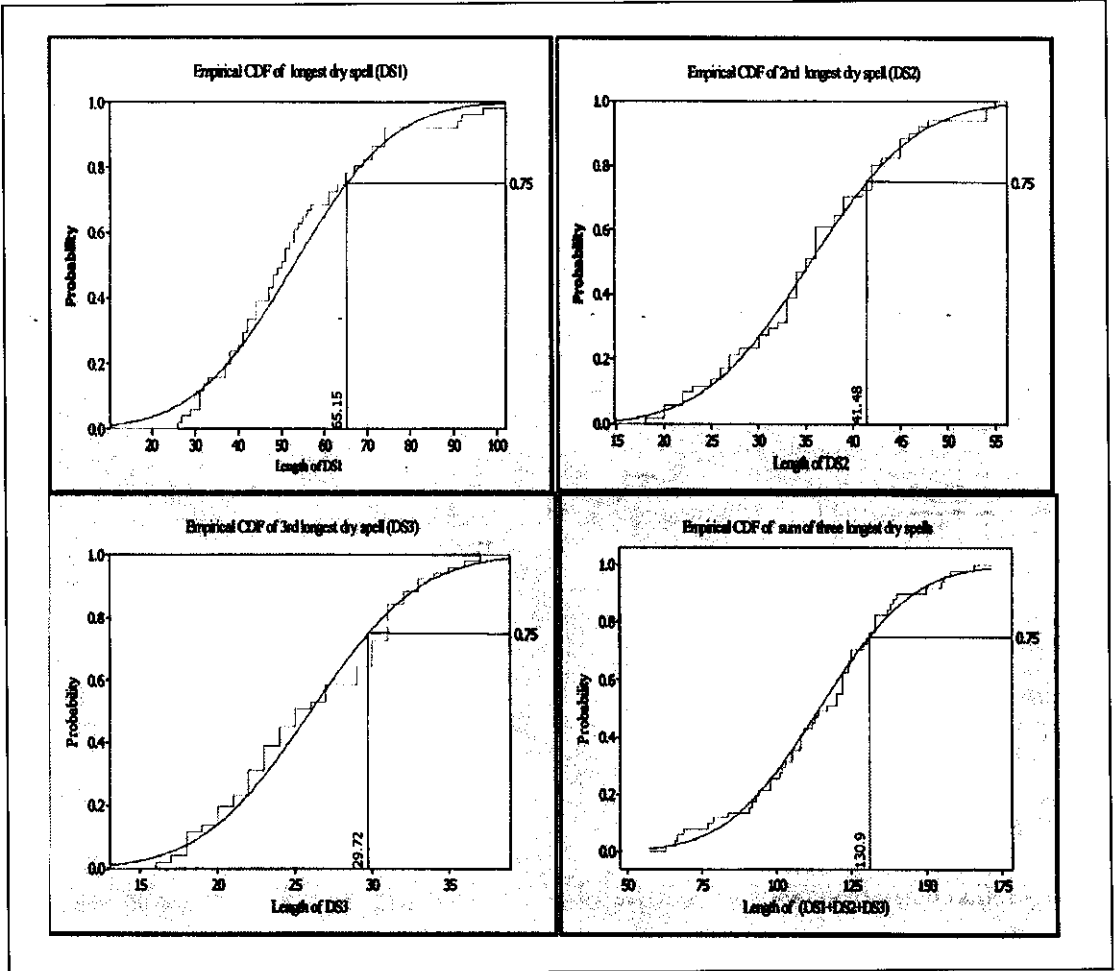 Empirical CDF of longest dry spell (DS1)
1.0
0.8
0.6
0.4
0.2
0.0
Probability
0.75
65.15
20 30 40 50 60 70 80 90 100
Length of DS1
Empirical CDF of 2nd longest dry spell (DS2)
1.0
0.8
0.6
0.4
0.2
0.0
Probability
0.75
41.48
15 20 25 30 35 40 45 50 55
Length of DS2
Empirical CDF of 3rd longest dry spell (DS3)
1.0
0.8
0.6
0.4
0.2
0.0
Probability
0.75
29.72
15 20 25 30 35
Length of DS3
Empirical CDF of sum of three longest dry spells
1.0
0.8
0.6
0.4
0.2
0.0
Probability
0.75
130.9
50 75 100 125 150 175
Length of (DS1+DS2+DS3)